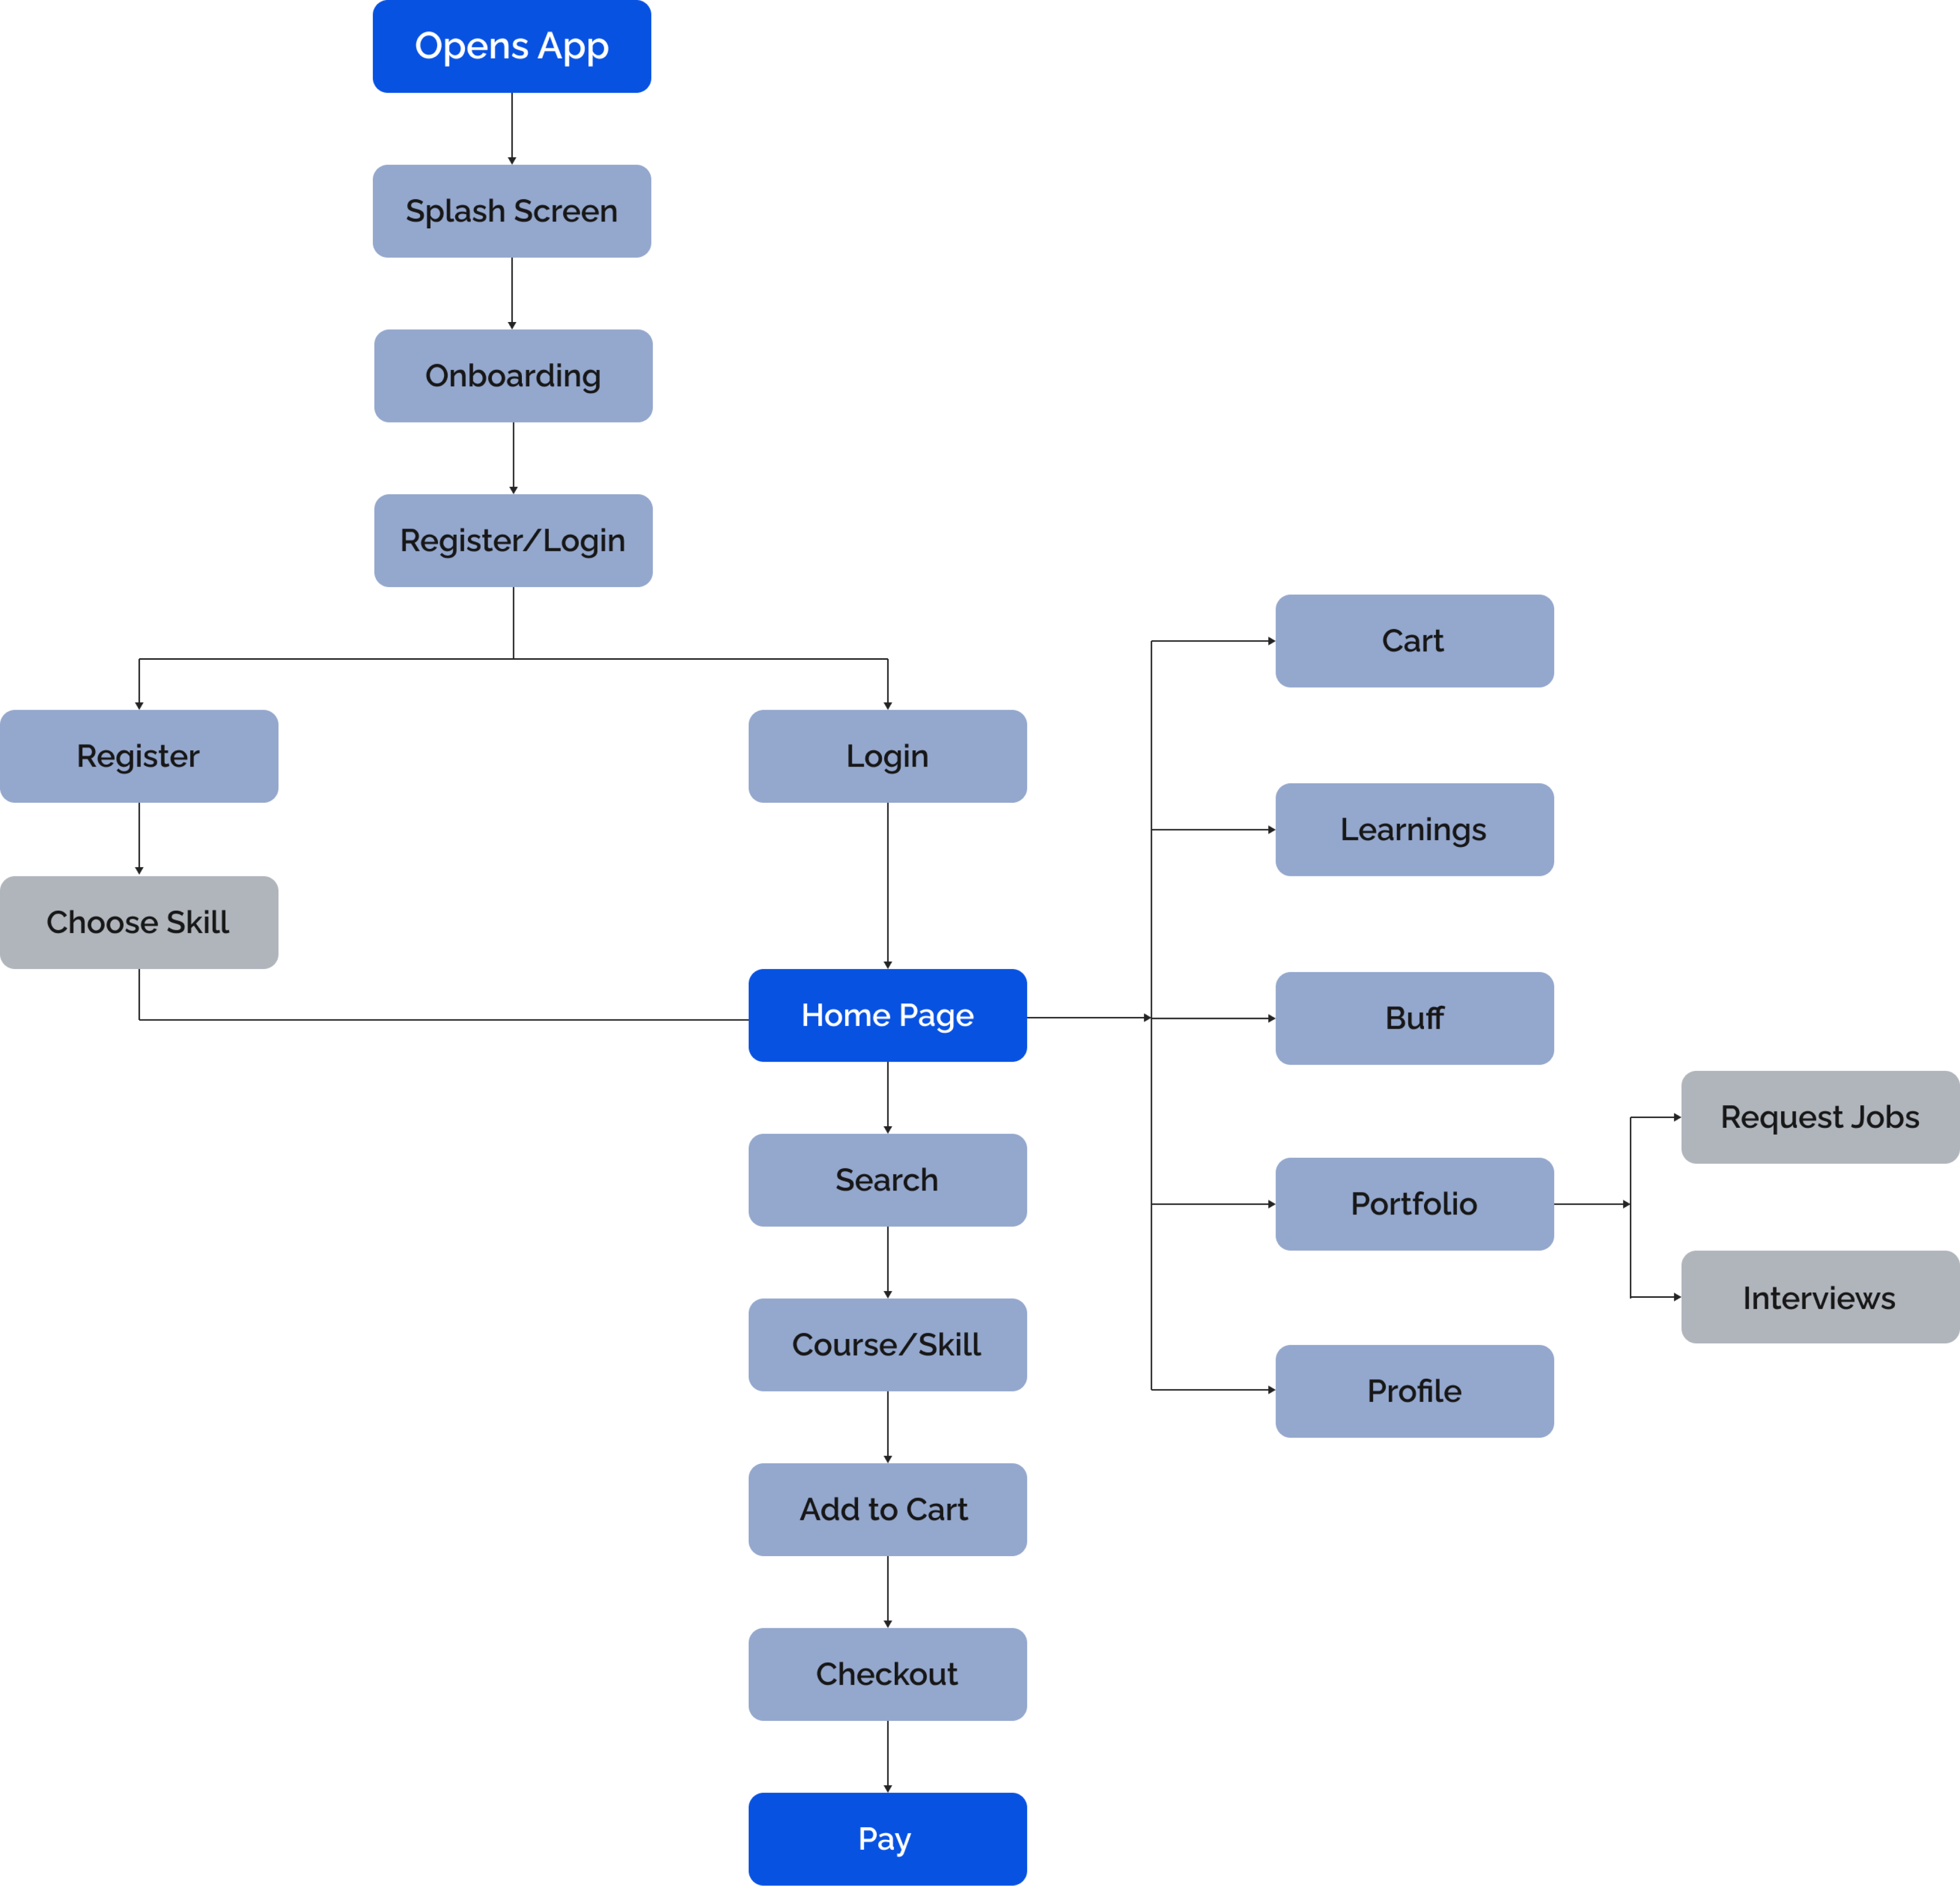 Opens App
Splash Screen
Onboarding
Register/Login
Register
Login
Choose Skill
Home Page
Search
Course/Skill
Add to Cart
Checkout
Pay
Cart
Learnings
Buff
Portfolio
Profile
Request Jobs
Interviews